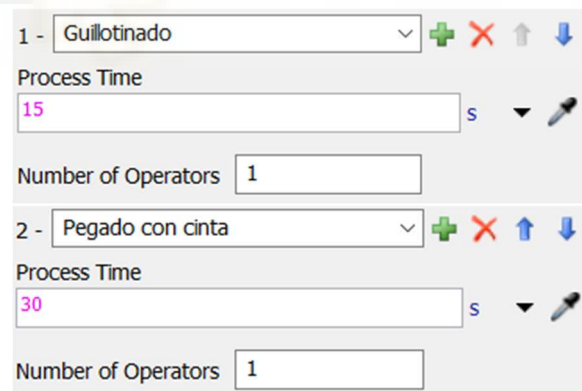 1 - Guillotinado
Process Time
15 s
Number of Operators 1
2 - Pegado con cinta
Process Time
30 s
Number of Operators 1